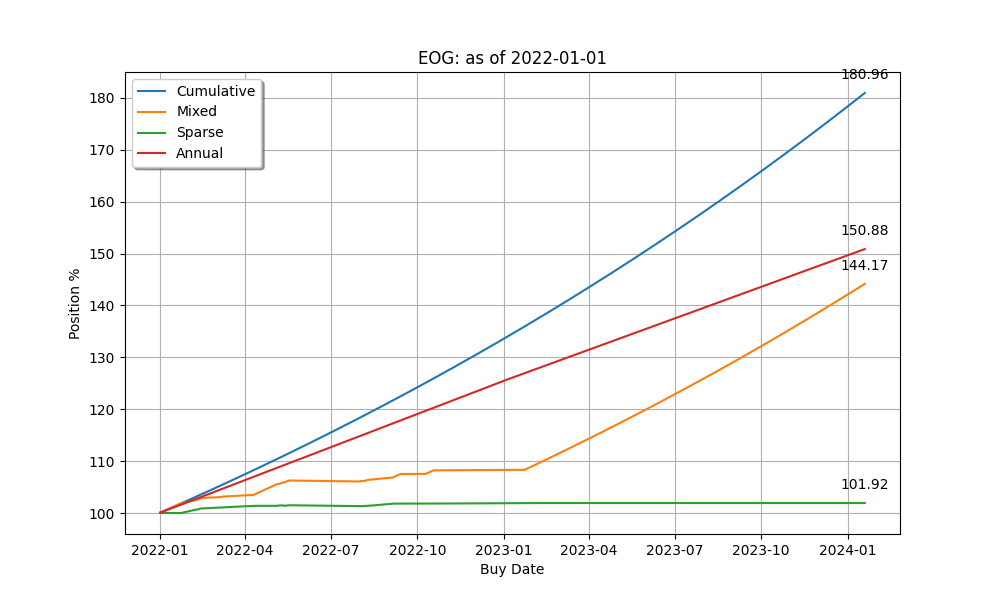 EOG: as of 2022-01-01
180.96
Cumulative
Mixed
Sparse
Annual
150.88
144.17
101.92
180
170
160
150
140
130
120
110
100
Position %
2022-01 2022-04 2022-07 2022-10 2023-01 2023-04 2023-07 2023-10 2024-01
Buy Date